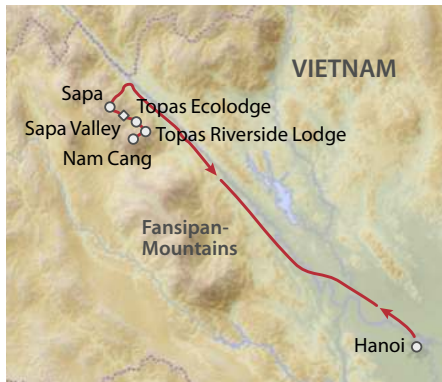 VIETNAM
Sapa
Topas Ecolodge
Sapa Valley
Topas Riverside Lodge
Nam Cang
Fansipan-
Mountains
Hanoi